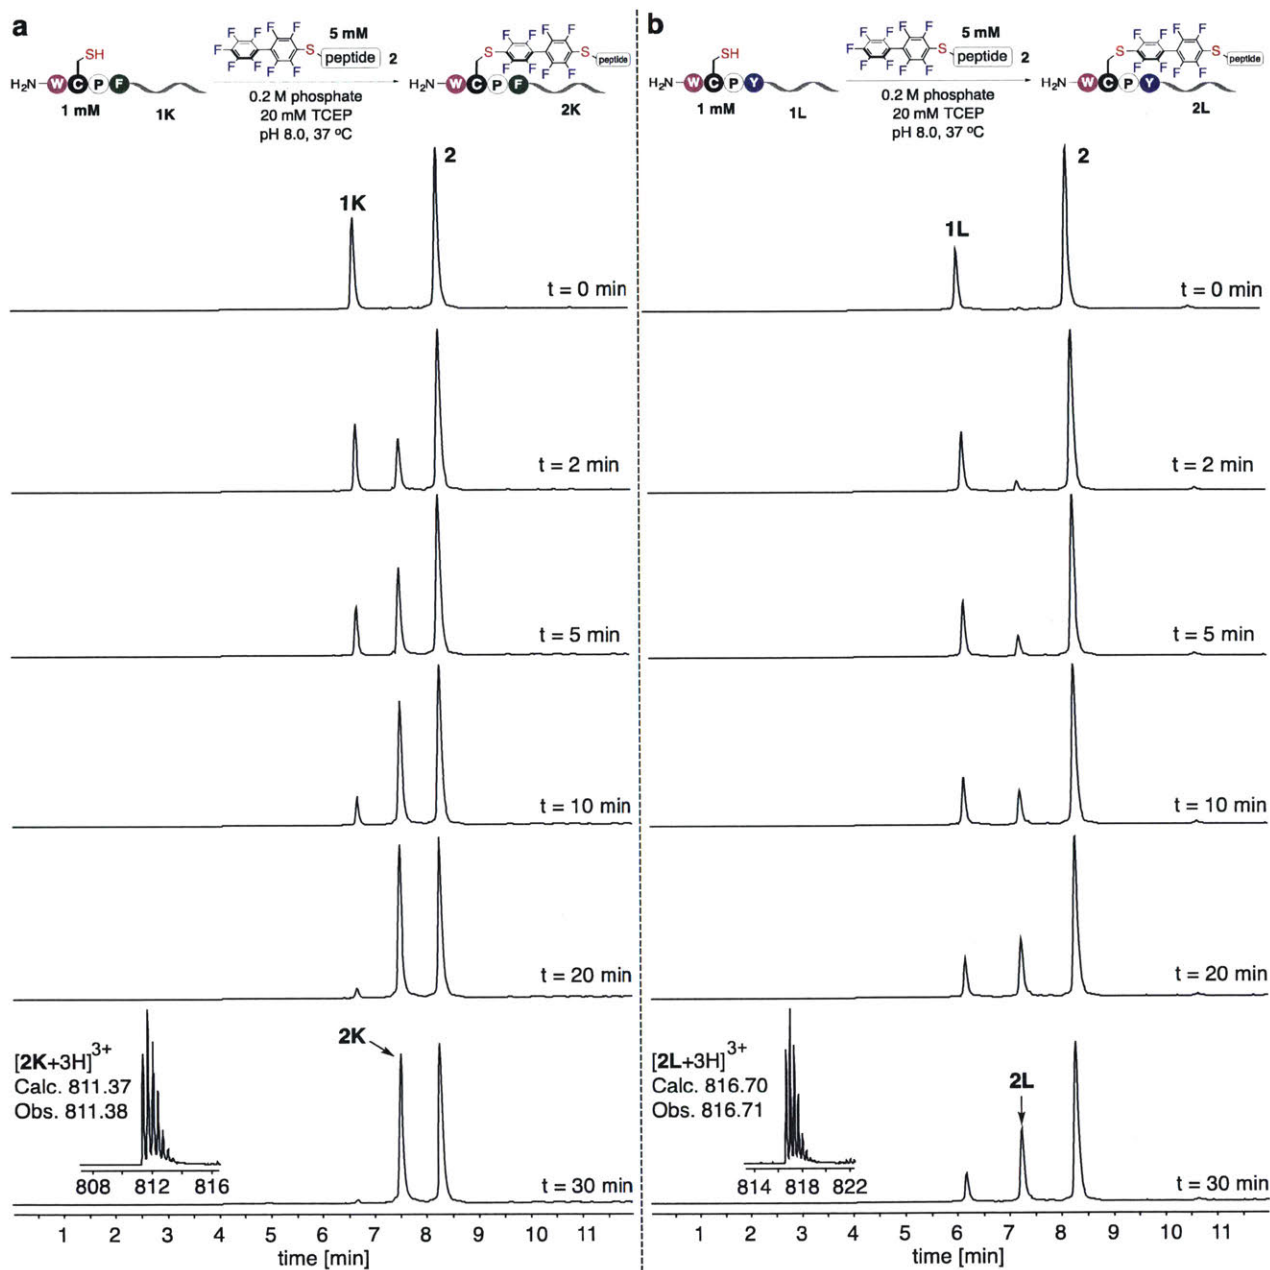 a
F F F F F F F F F
S
peptide
5 mM
2
SH
H₂N W C P F
1 mM
1K
0.2 M phosphate
20 mM TCEP
pH 8.0, 37 ºC
S F F F F F F F F S
peptide
H₂N W C P F
2K
1K
2
t = 0 min
t = 2 min
t = 5 min
t = 10 min
t = 20 min
2K
[2K+3H]3+
Calc. 811.37
Obs. 811.38
808 812 816
t = 30 min
1 2 3 4 5 6 7 8 9 10 11
time [min]
b
F F F F F F F F F
S
peptide
5 mM
2
SH
H₂N W C P Y
1 mM
1L
0.2 M phosphate
20 mM TCEP
pH 8.0, 37 ºC
S F F F F F F F F S
peptide
H₂N W C P Y
2L
1L
2
t = 0 min
t = 2 min
t = 5 min
t = 10 min
t = 20 min
2L
[2L+3H]3+
Calc. 816.70
Obs. 816.71
814 818 822
t = 30 min
1 2 3 4 5 6 7 8 9 10 11
time [min]